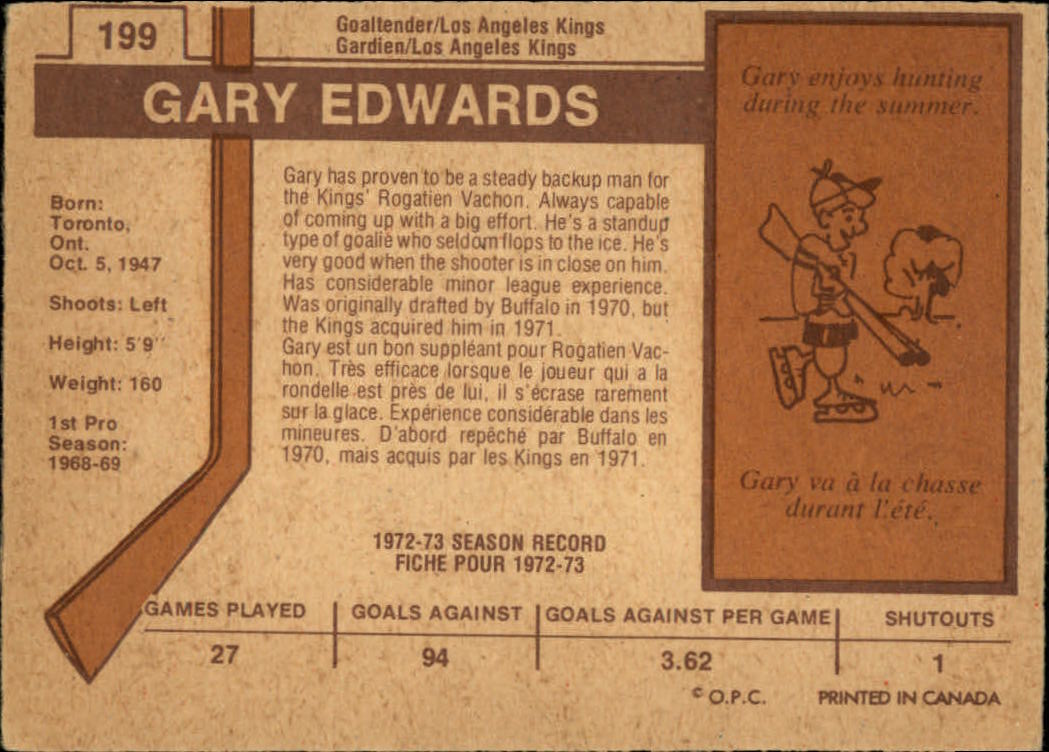 199
Goaltender/Los Angeles Kings
Gardien/Los Angeles Kings
GARY EDWARDS
Born:
Toronto,
Ont.
Oct. 5, 1947
Shoots: Left
Height: 5'9''
Weight: 160
1st Pro
Season:
1968-69
Gary has proven to be a steady backup man for
the Kings' Rogatien Vachon. Always capable
of coming up with a big effort. He's a standup
type of goalie who seldom flops to the ice. He's
very good when the shooter is in close on him.
Has considerable minor league experience.
Was originally drafted by Buffalo in 1970, but
the Kings acquired him in 1971.
Gary est un bon suppléant pour Rogatien Vac-
hon. Très efficace lorsque le joueur qui a la
rondelle est près de lui, il s'écrase rarement
sur la glace. Expérience considérable dans les
mineures. D'abord repêché par Buffalo en
1970, mais acquis par les Kings en 1971.
Gary enjoys hunting
during the summer.
Gary va à la chasse
durant l'été.
1972-73 SEASON RECORD
FICHE POUR 1972-73
GAMES PLAYED GOALS AGAINST GOALS AGAINST PER GAME SHUTOUTS
27 94 3.62 1
© O.P.C. PRINTED IN CANADA